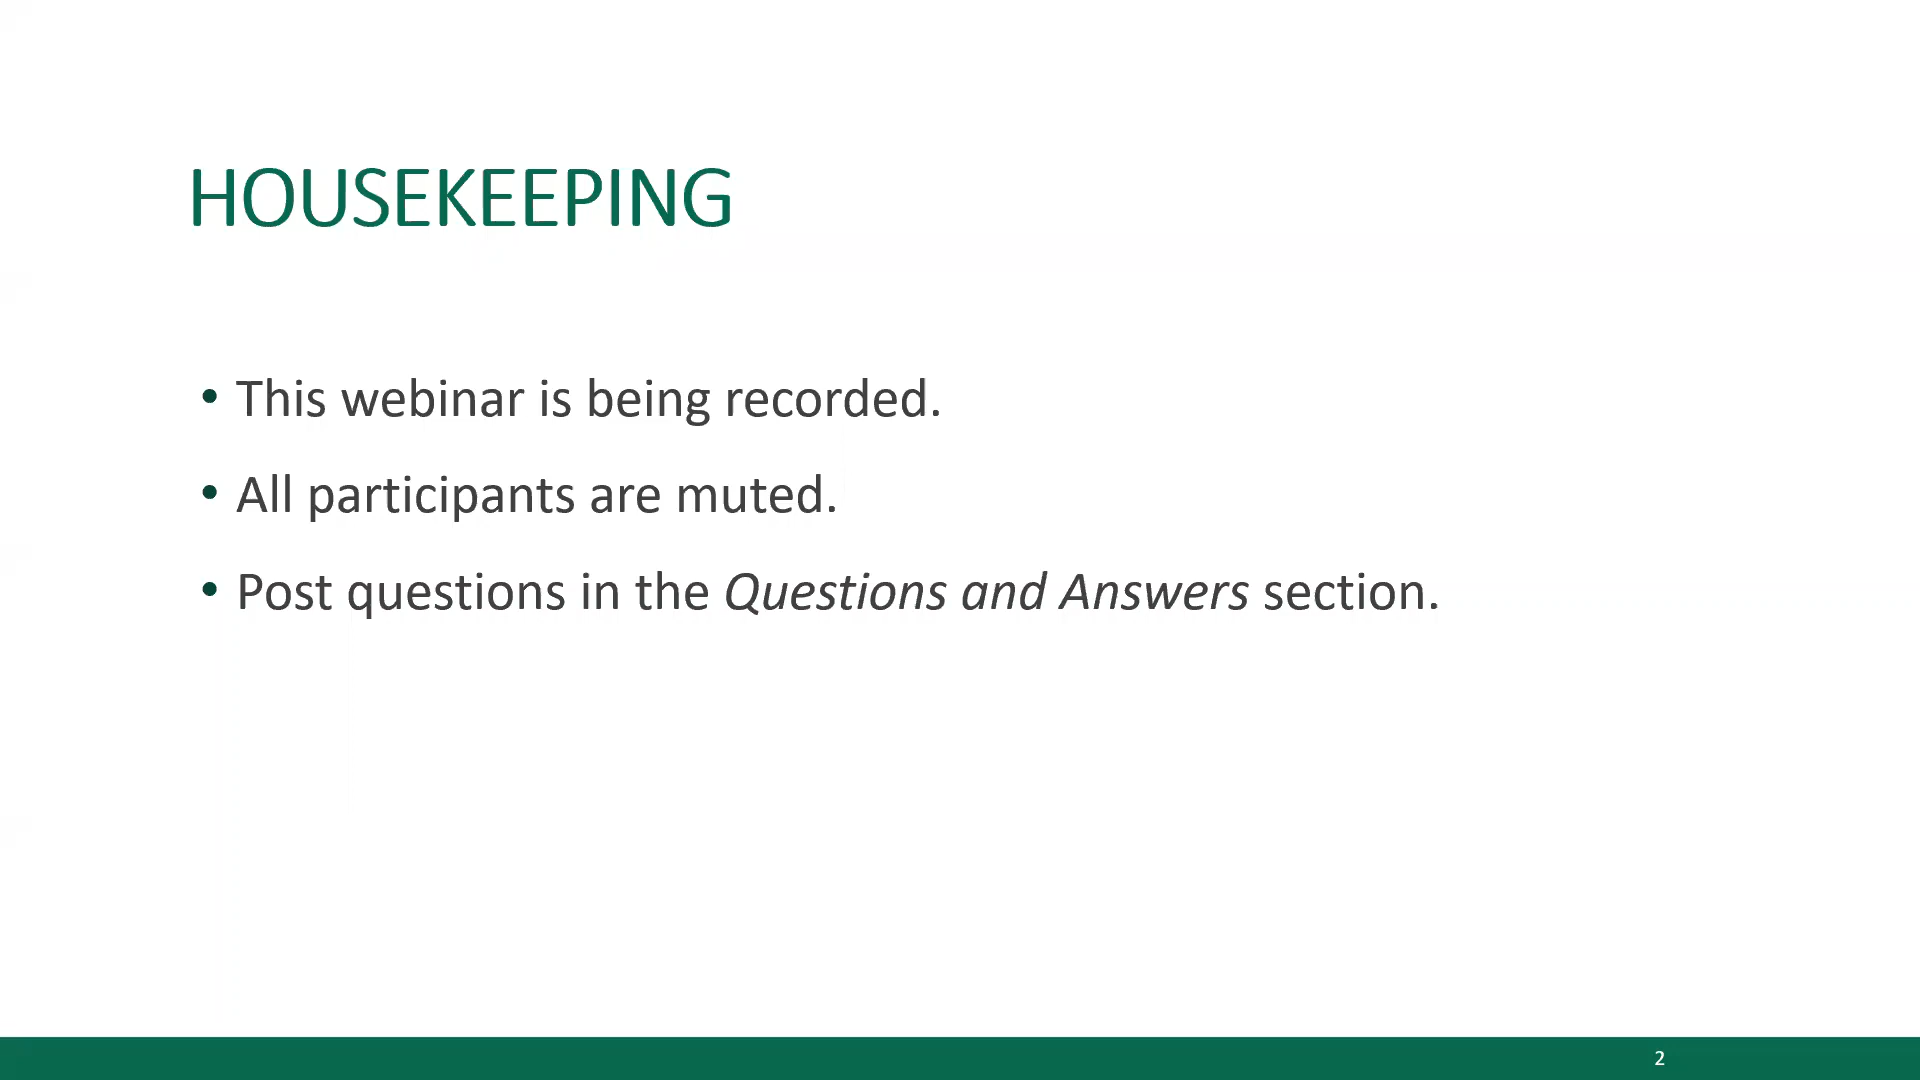 HOUSEKEEPING
• This webinar is being recorded.
• All participants are muted.
• Post questions in the Questions and Answers section.
2